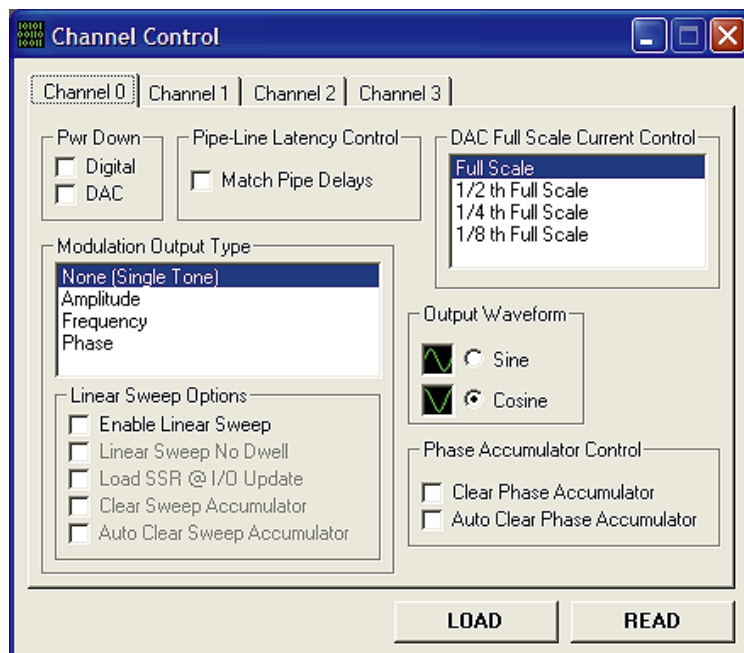 10101
00110
10011
Channel Control
Channel 0
Channel 1
Channel 2
Channel 3
Pwr Down
Digital
DAC
Pipe-Line Latency Control
Match Pipe Delays
DAC Full Scale Current Control
Full Scale
1/2 th Full Scale
1/4 th Full Scale
1/8 th Full Scale
Modulation Output Type
None (Single Tone)
Amplitude
Frequency
Phase
Output Waveform
Sine
Cosine
Linear Sweep Options
Enable Linear Sweep
Linear Sweep No Dwell
Load SSR @ I/O Update
Clear Sweep Accumulator
Auto Clear Sweep Accumulator
Phase Accumulator Control
Clear Phase Accumulator
Auto Clear Phase Accumulator
LOAD
READ